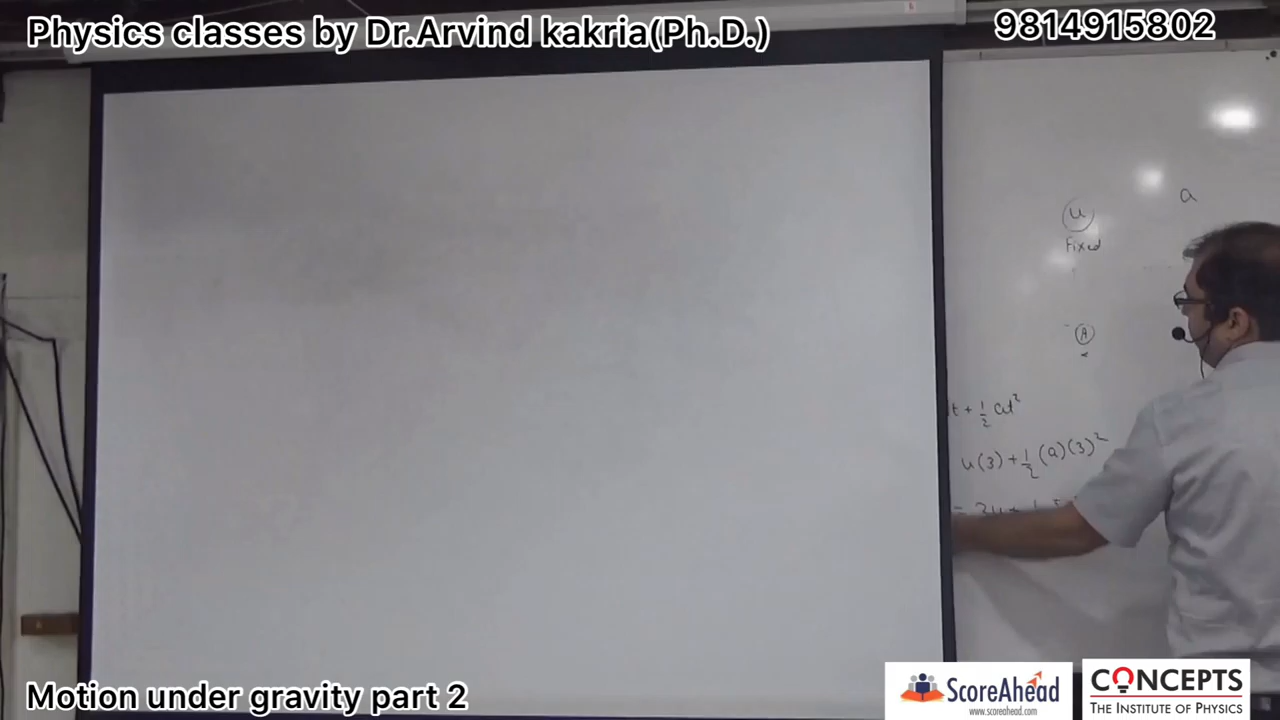 Physics classes by Dr.Arvind kakria(Ph.D.)
9814915802
a
u
Fixed
A
t + 1/2 at²
u(3) + 1/2 (a)(3)²
Motion under gravity part 2
ScoreAhead
www.scoreahead.com
CONCEPTS
THE INSTITUTE OF PHYSICS